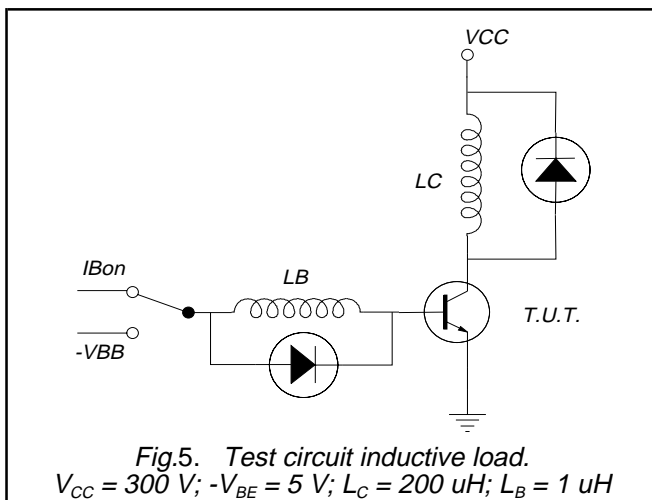 VCC
LC
IBon
LB
T.U.T.
-VBB
Fig.5. Test circuit inductive load.
VCC = 300 V; -VBE = 5 V; LC = 200 uH; LB = 1 uH